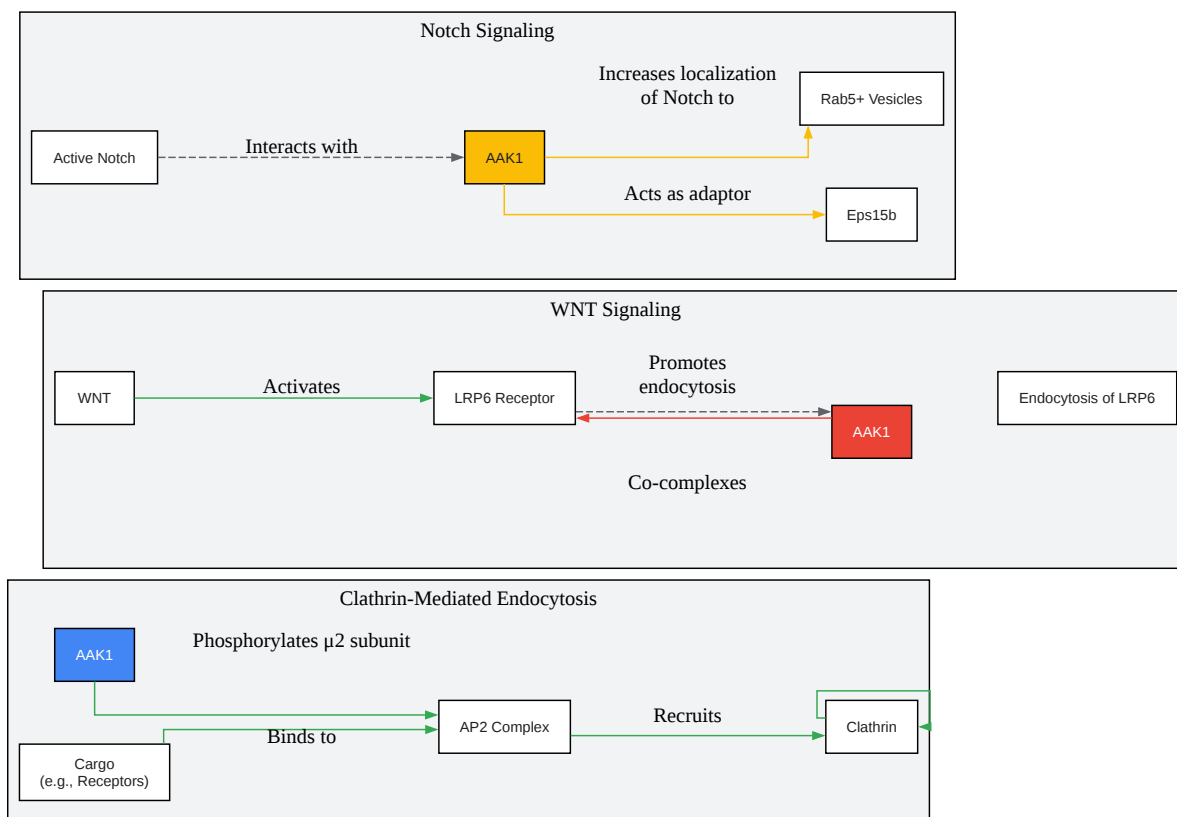 Notch Signaling
Increases localization
of Notch to
Rab5+ Vesicles
Active Notch
Interacts with
AAK1
Acts as adaptor
Eps15b
WNT Signaling
Promotes
endocytosis
WNT
Activates
LRP6 Receptor
Endocytosis of LRP6
AAK1
Co-complexes
Clathrin-Mediated Endocytosis
AAK1
Phosphorylates μ2 subunit
AP2 Complex
Recruits
Clathrin
Binds to
Cargo
(e.g., Receptors)